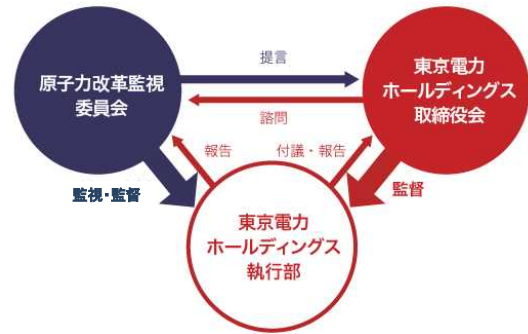 原子力改革監視
委員会
提言
諮問
東京電力
ホールディングス
取締役会
報告
付議・報告
監視・監督
監督
東京電力
ホールディングス
執行部